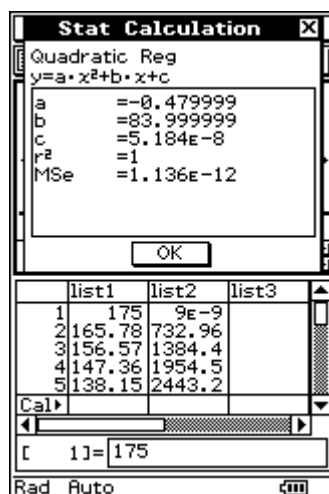 Stat Calculation
Quadratic Reg
y=a·x²+b·x+c
a =-0.479999
b =83.999999
c =5.184E-8
r² =1
MSe =1.136E-12
OK
list1 list2 list3
1 175 9E-9
2 165.78 732.96
3 156.57 1384.4
4 147.36 1954.5
5 138.15 2443.2
Cal▶
[ 1]= 175
Rad Auto